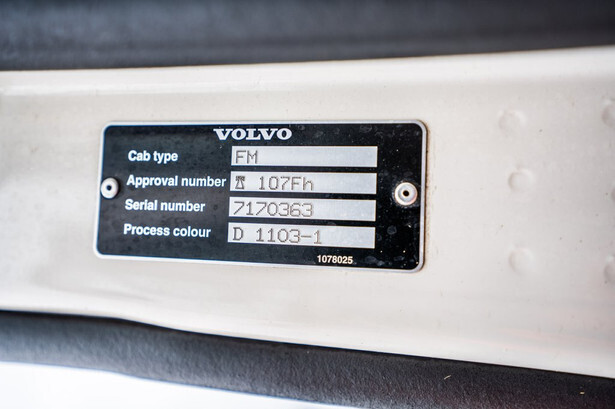 VOLVO
Cab type FM
Approval number 107Fh
Serial number 7170363
Process colour D 1103-1
1078025